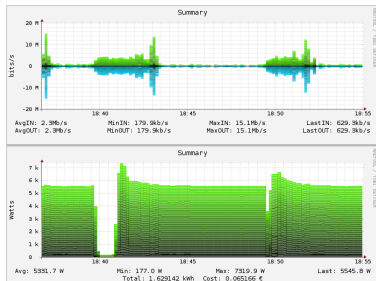 Summary
20 M
10 M
0
-10 M
-20 M
bits/s
18:40 18:45 18:50 18:55
AvgIN: 2.3Mb/s MinIN: 179.9kb/s MaxIN: 15.1Mb/s LastIN: 629.3kb/s
AvgOUT: 2.3Mb/s MinOUT: 179.9kb/s MaxOUT: 15.1Mb/s LastOUT: 629.3kb/s
Summary
7 k
6 k
5 k
4 k
3 k
2 k
1 k
0
Watts
18:40 18:45 18:50 18:55
Avg: 5331.7 W Min: 177.0 W Max: 7319.9 W Last: 5545.8 W
Total: 1.629142 kWh Cost: 0.065166 €